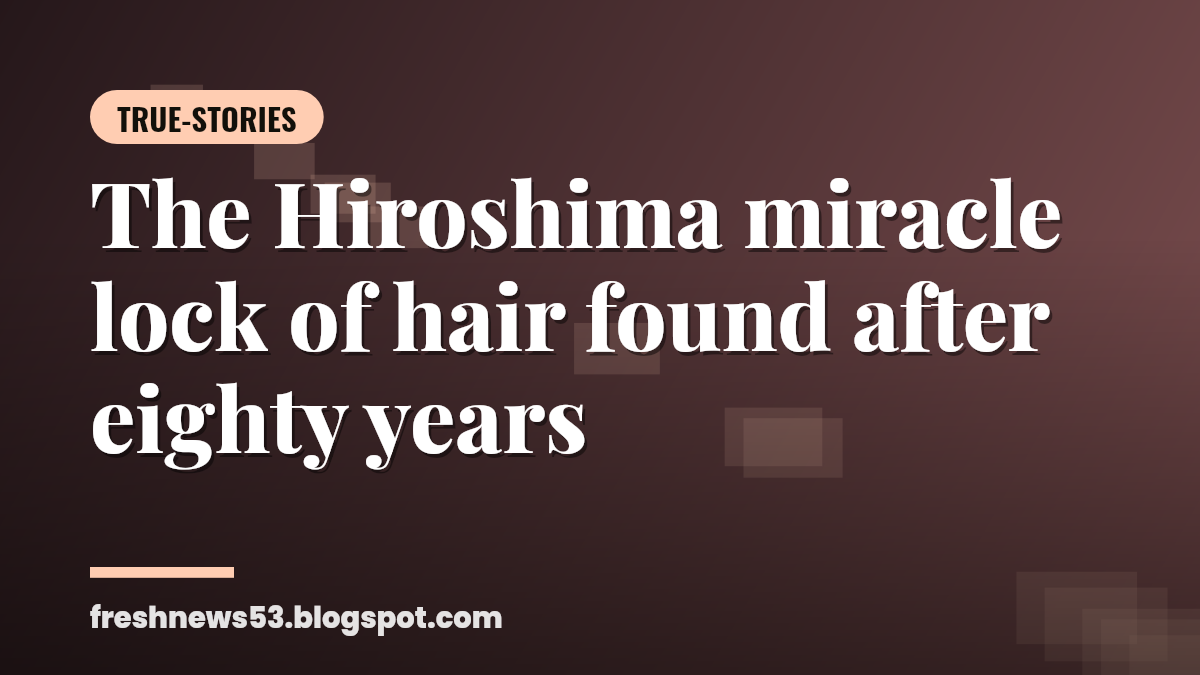 TRUE-STORIES
The Hiroshima miracle
lock of hair found after
eighty years
freshnews53.blogspot.com